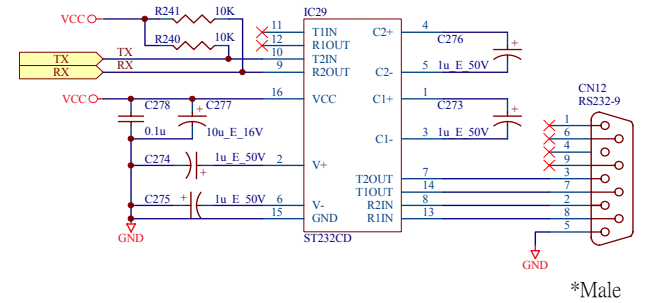 R241 10K
VCC
R240 10K
TX TX
RX RX
IC29
11 T1IN
12 R1OUT
10 T2IN
9 R2OUT
16 VCC
2 V+
6 V-
15 GND
C2+ 4
C2- 5
C1+ 1
C1- 3
T2OUT 7
T1OUT 14
R2IN 8
R1IN 13
ST232CD
VCC
C278
0.1u
C277
10u_E_16V
C274 1u_E_50V
C275 1u_E_50V
GND
C276
1u_E_50V
C273
1u_E_50V
CN12
RS232-9
1
6
4
9
3
7
2
8
5
GND
*Male